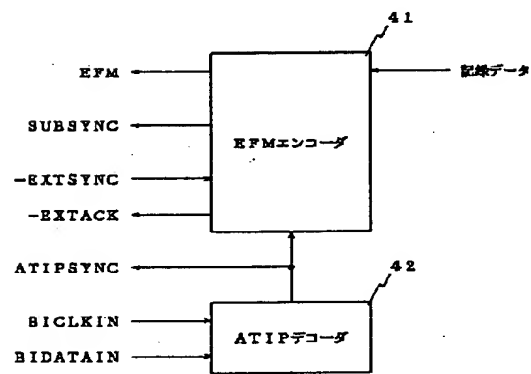 41
EFM
記録データ
SUBSYNC
EFMエンコーダ
-EXTSYNC
-EXTACK
ATIPSYNC
42
BICLKIN
ATIPデコーダ
BIDATAIN